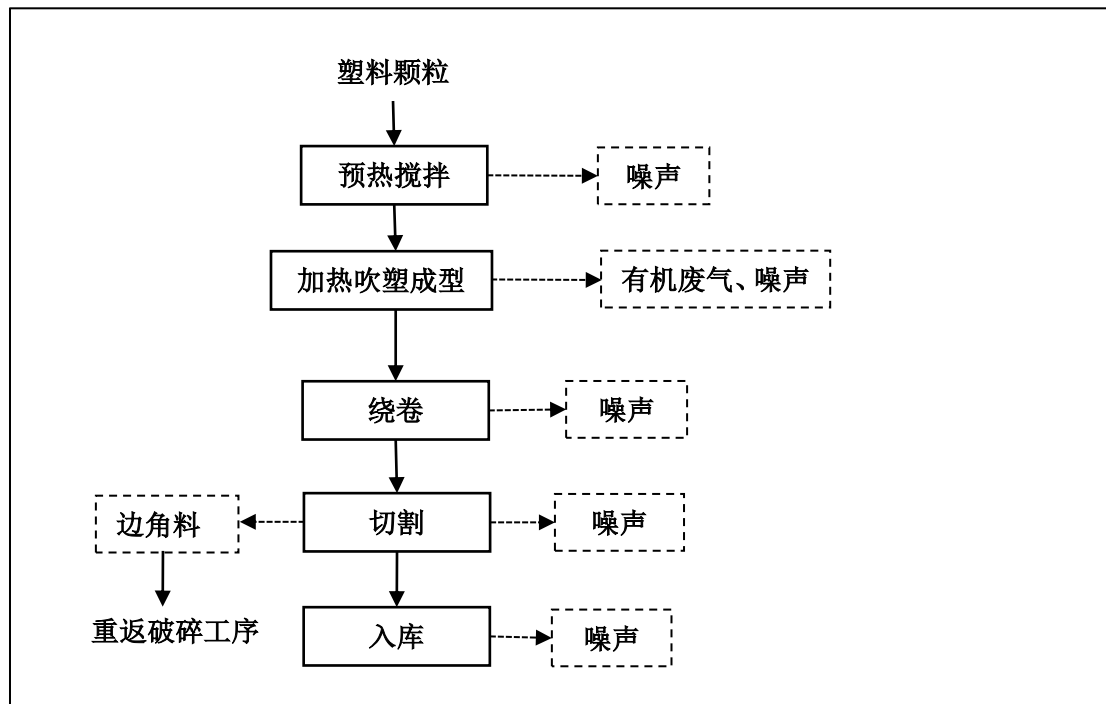 塑料颗粒
预热搅拌
噪声
加热吹塑成型
有机废气、噪声
绕卷
噪声
边角料
切割
噪声
重返破碎工序
入库
噪声